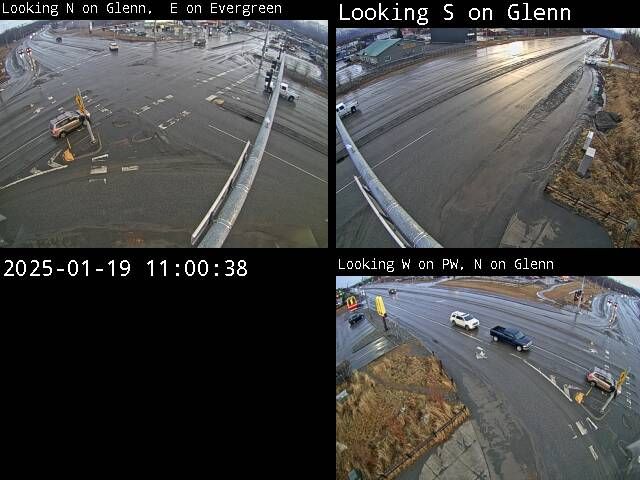 Looking N on Glenn,  E on Evergreen
Looking S on Glenn
2025-01-19 11:00:38
Looking W on PW, N on Glenn